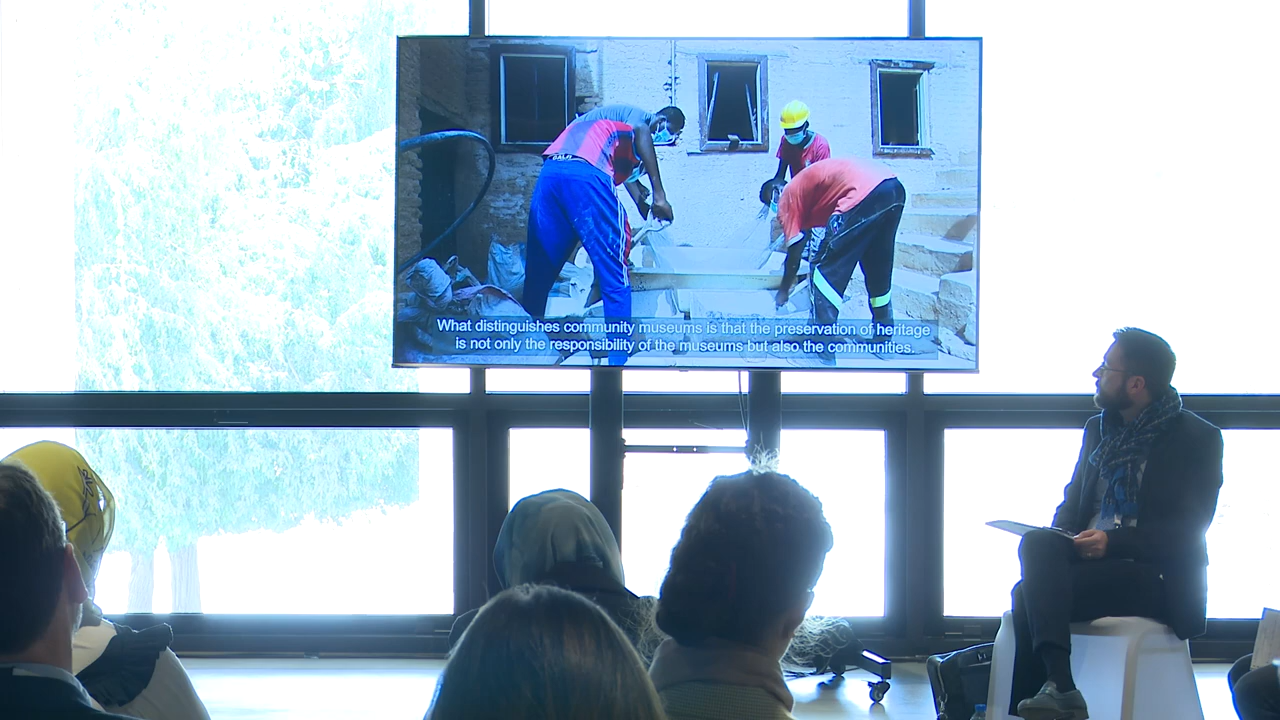 What distinguishes community museums is that the preservation of heritage
is not only the responsibility of the museums but also the communities.